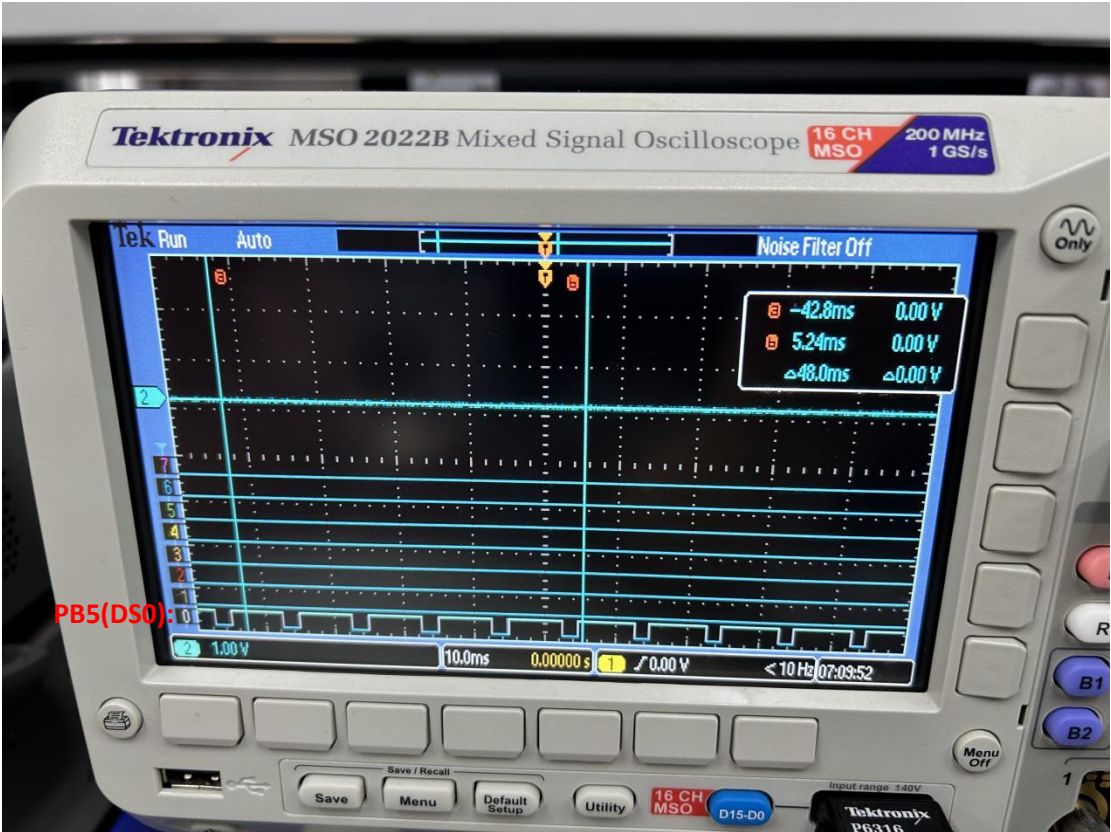 Tektronix MSO 2022B Mixed Signal Oscilloscope 16 CH MSO 200 MHz 1 GS/s
Only
Tek Run Auto Noise Filter Off
a b
a -42.8ms 0.00 V
b 5.24ms 0.00 V
△48.0ms △0.00 V
2
7
6
5
4
3
2
1
PB5(DS0): 0
2 1.00 V 10.0ms 0.00000 s 1 0.00 V < 10 Hz 07:09:52
R
B1
B2
Menu Off
Save / Recall
Save Menu Default Setup Utility 16 CH MSO D15-D0
Input range ±40V
1
Tektronix
P6316